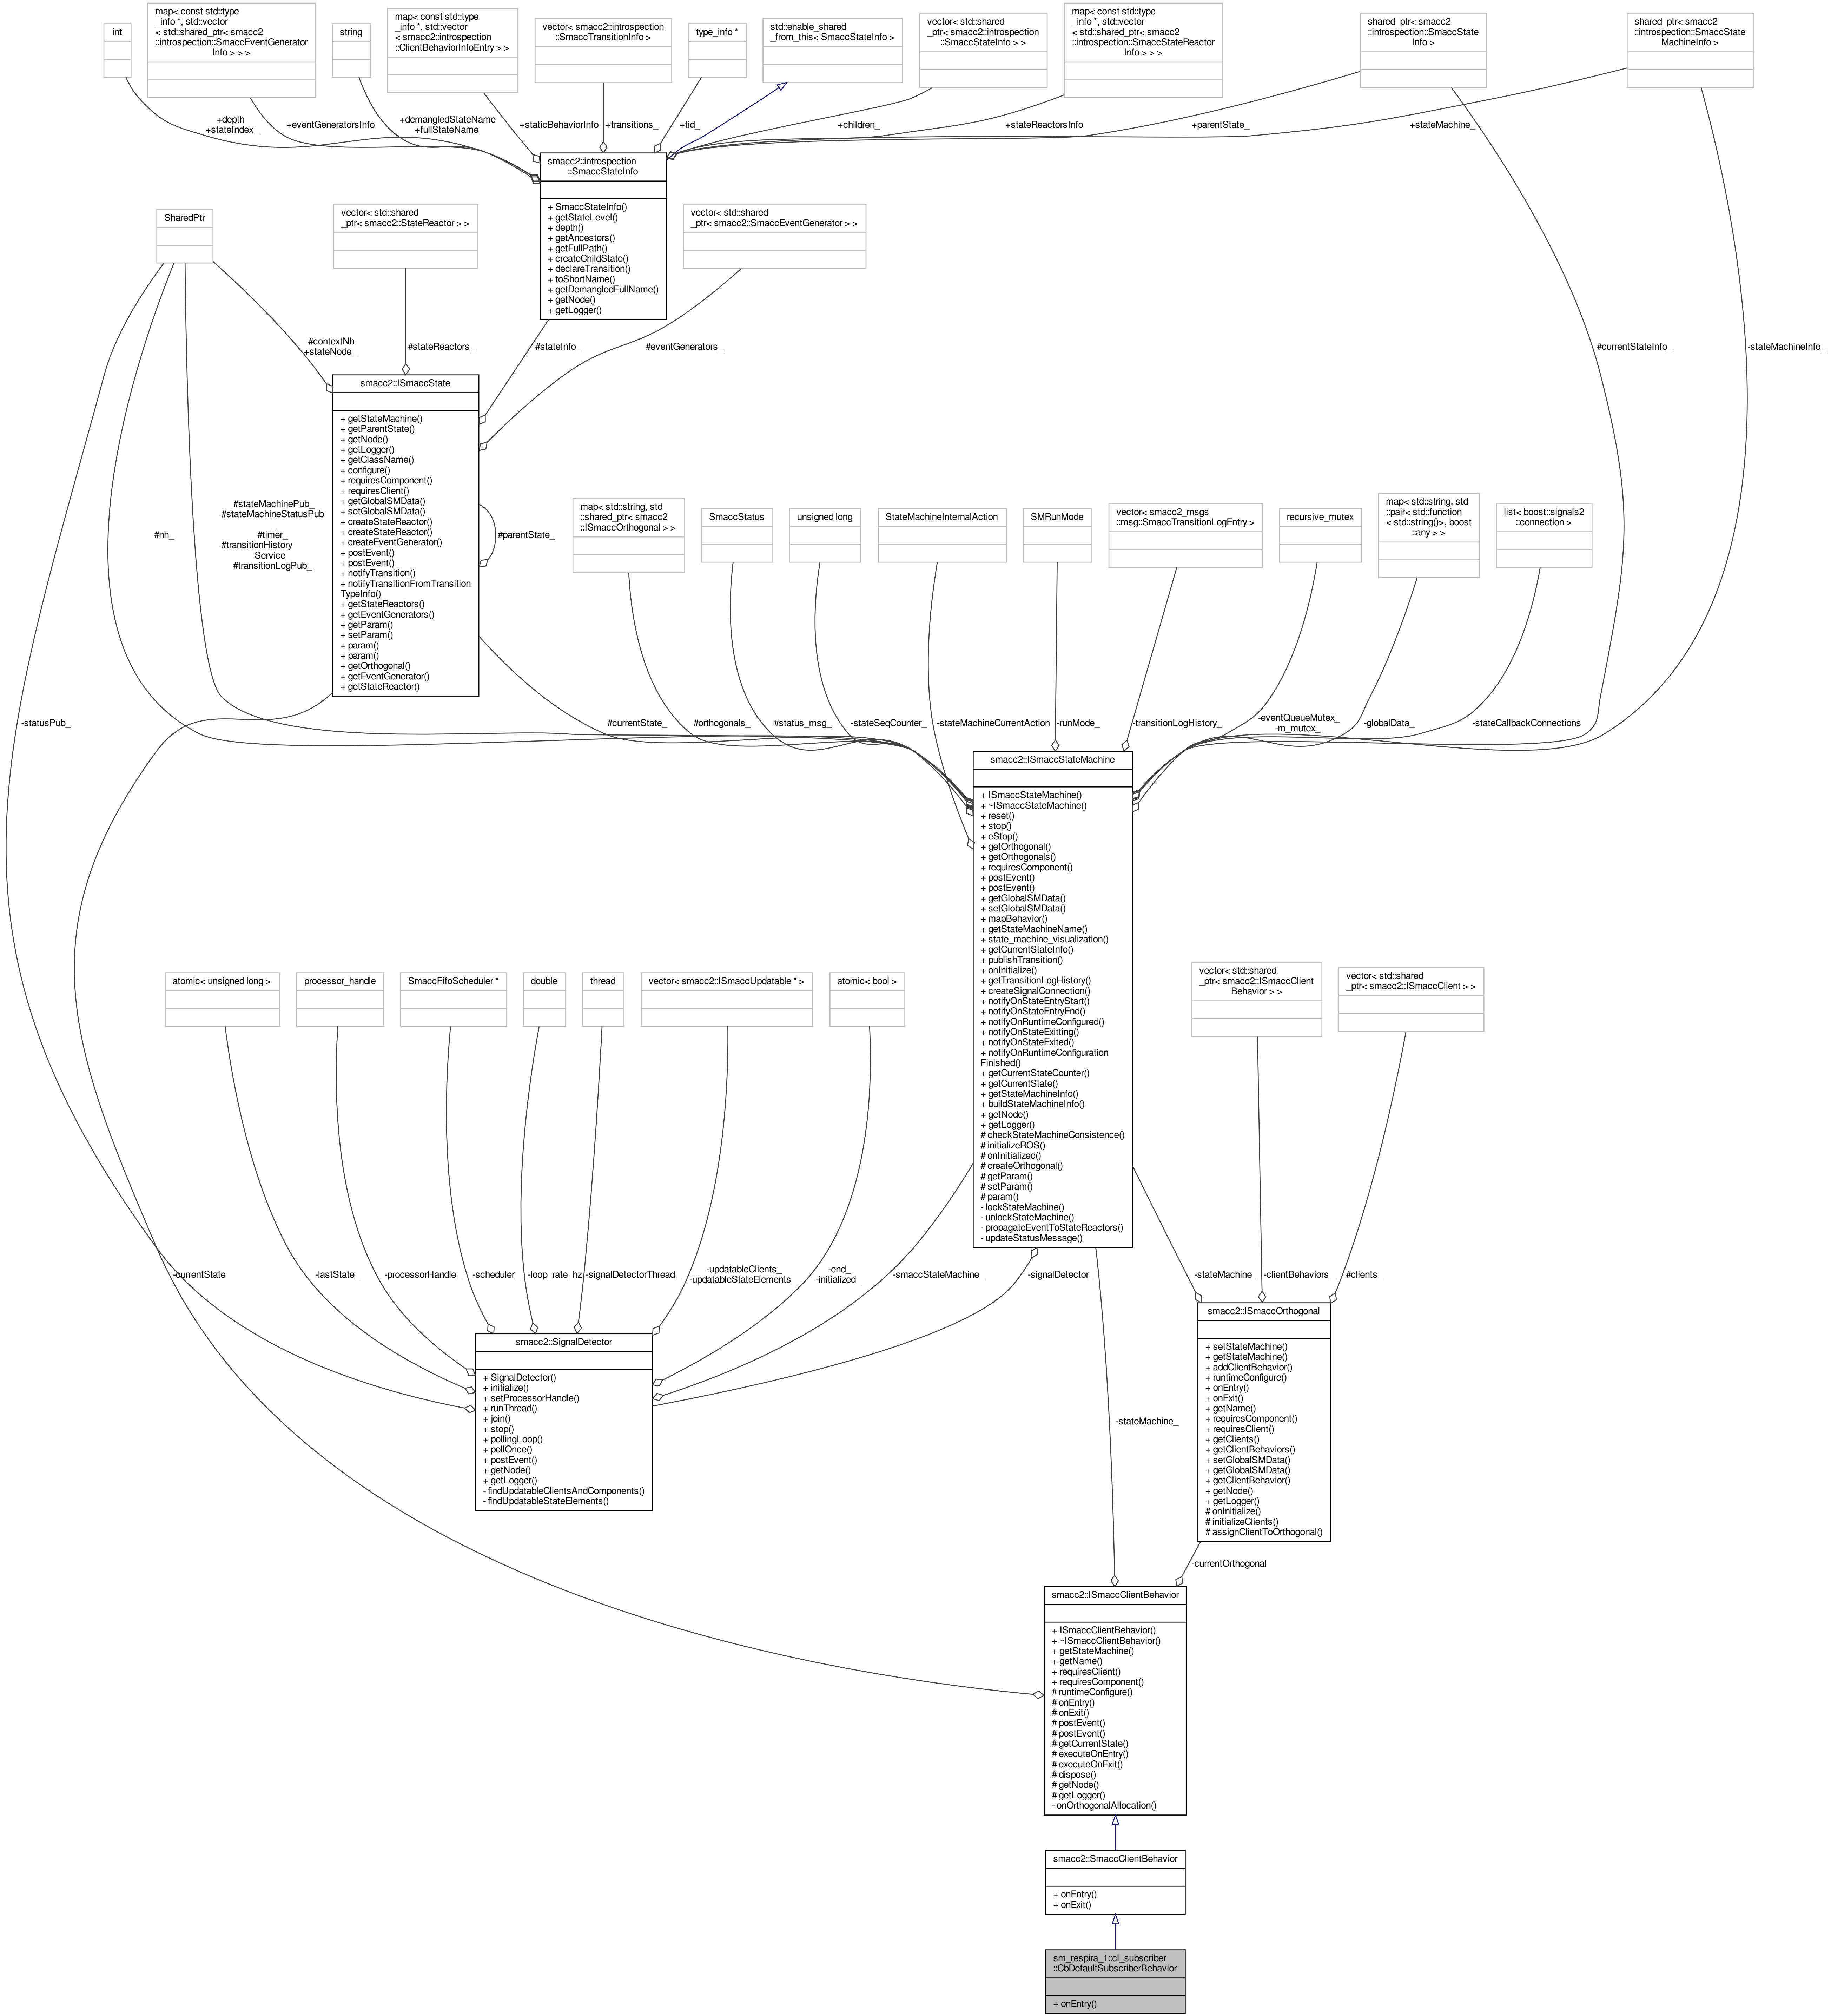 int
map< const std::type
_info *, std::vector
< std::shared_ptr< smacc2
::introspection::SmaccEventGenerator
Info > > >
string
map< const std::type
_info *, std::vector
< smacc2::introspection
::ClientBehaviorInfoEntry > >
vector< smacc2::introspection
::SmaccTransitionInfo >
type_info *
std::enable_shared
_from_this< SmaccStateInfo >
vector< std::shared
_ptr< smacc2::introspection
::SmaccStateInfo > >
map< const std::type
_info *, std::vector
< std::shared_ptr< smacc2
::introspection::SmaccStateReactor
Info > > >
shared_ptr< smacc2
::introspection::SmaccState
Info >
shared_ptr< smacc2
::introspection::SmaccState
MachineInfo >
+depth_
+stateIndex_
+eventGeneratorsInfo
+demangledStateName
+fullStateName
+staticBehaviorInfo
+transitions_
+tid_
+children_
+stateReactorsInfo
+parentState_
+stateMachine_
smacc2::introspection
::SmaccStateInfo
+ SmaccStateInfo()
+ getStateLevel()
+ depth()
+ getAncestors()
+ getFullPath()
+ createChildState()
+ declareTransition()
+ toShortName()
+ getDemangledFullName()
+ getNode()
+ getLogger()
SharedPtr
vector< std::shared
_ptr< smacc2::StateReactor > >
vector< std::shared
_ptr< smacc2::SmaccEventGenerator > >
#contextNh
+stateNode_
#stateReactors_
#stateInfo_
#eventGenerators_
#currentStateInfo_
-stateMachineInfo_
smacc2::ISmaccState
+ getStateMachine()
+ getParentState()
+ getNode()
+ getLogger()
+ getClassName()
+ configure()
+ requiresComponent()
+ requiresClient()
+ getGlobalSMData()
+ setGlobalSMData()
+ createStateReactor()
+ createStateReactor()
+ createEventGenerator()
+ postEvent()
+ postEvent()
+ notifyTransition()
+ notifyTransitionFromTransition
TypeInfo()
+ getStateReactors()
+ getEventGenerators()
+ getParam()
+ setParam()
+ param()
+ param()
+ getOrthogonal()
+ getEventGenerator()
+ getStateReactor()
#parentState_
#nh_
#stateMachinePub_
#stateMachineStatusPub
_
#timer_
#transitionHistory
Service_
#transitionLogPub_
map< std::string, std
::shared_ptr< smacc2
::ISmaccOrthogonal > >
SmaccStatus
unsigned long
StateMachineInternalAction
SMRunMode
vector< smacc2_msgs
::msg::SmaccTransitionLogEntry >
recursive_mutex
map< std::string, std
::pair< std::function
< std::string()>, boost
::any > >
list< boost::signals2
::connection >
-statusPub_
#currentState_
#orthogonals_
#status_msg_
-stateSeqCounter_
-stateMachineCurrentAction
-runMode_
-transitionLogHistory_
-eventQueueMutex_
-m_mutex_
-globalData_
-stateCallbackConnections
smacc2::ISmaccStateMachine
+ ISmaccStateMachine()
+ ~ISmaccStateMachine()
+ reset()
+ stop()
+ eStop()
+ getOrthogonal()
+ getOrthogonals()
+ requiresComponent()
+ postEvent()
+ postEvent()
+ getGlobalSMData()
+ setGlobalSMData()
+ mapBehavior()
+ getStateMachineName()
+ state_machine_visualization()
+ getCurrentStateInfo()
+ publishTransition()
+ onInitialize()
+ getTransitionLogHistory()
+ createSignalConnection()
+ notifyOnStateEntryStart()
+ notifyOnStateEntryEnd()
+ notifyOnRuntimeConfigured()
+ notifyOnStateExitting()
+ notifyOnStateExited()
+ notifyOnRuntimeConfiguration
Finished()
+ getCurrentStateCounter()
+ getCurrentState()
+ getStateMachineInfo()
+ buildStateMachineInfo()
+ getNode()
+ getLogger()
# checkStateMachineConsistence()
# initializeROS()
# onInitialized()
# createOrthogonal()
# getParam()
# setParam()
# param()
- lockStateMachine()
- unlockStateMachine()
- propagateEventToStateReactors()
- updateStatusMessage()
atomic< unsigned long >
processor_handle
SmaccFifoScheduler *
double
thread
vector< smacc2::ISmaccUpdatable * >
atomic< bool >
vector< std::shared
_ptr< smacc2::ISmaccClient
Behavior > >
vector< std::shared
_ptr< smacc2::ISmaccClient > >
-currentState
-lastState_
-processorHandle_
-scheduler_
-loop_rate_hz
-signalDetectorThread_
-updatableClients_
-updatableStateElements_
-end_
-initialized_
-smaccStateMachine_
-signalDetector_
-stateMachine_
-clientBehaviors_
#clients_
smacc2::SignalDetector
+ SignalDetector()
+ initialize()
+ setProcessorHandle()
+ runThread()
+ join()
+ stop()
+ pollingLoop()
+ pollOnce()
+ postEvent()
+ getNode()
+ getLogger()
- findUpdatableClientsAndComponents()
- findUpdatableStateElements()
smacc2::ISmaccOrthogonal
+ setStateMachine()
+ getStateMachine()
+ addClientBehavior()
+ runtimeConfigure()
+ onEntry()
+ onExit()
+ getName()
+ requiresComponent()
+ requiresClient()
+ getClients()
+ getClientBehaviors()
+ setGlobalSMData()
+ getGlobalSMData()
+ getClientBehavior()
+ getNode()
+ getLogger()
# onInitialize()
# initializeClients()
# assignClientToOrthogonal()
-stateMachine_
-currentOrthogonal
smacc2::ISmaccClientBehavior
+ ISmaccClientBehavior()
+ ~ISmaccClientBehavior()
+ getStateMachine()
+ getName()
+ requiresClient()
+ requiresComponent()
# runtimeConfigure()
# onEntry()
# onExit()
# postEvent()
# postEvent()
# getCurrentState()
# executeOnEntry()
# executeOnExit()
# dispose()
# getNode()
# getLogger()
- onOrthogonalAllocation()
smacc2::SmaccClientBehavior
+ onEntry()
+ onExit()
sm_respira_1::cl_subscriber
::CbDefaultSubscriberBehavior
+ onEntry()